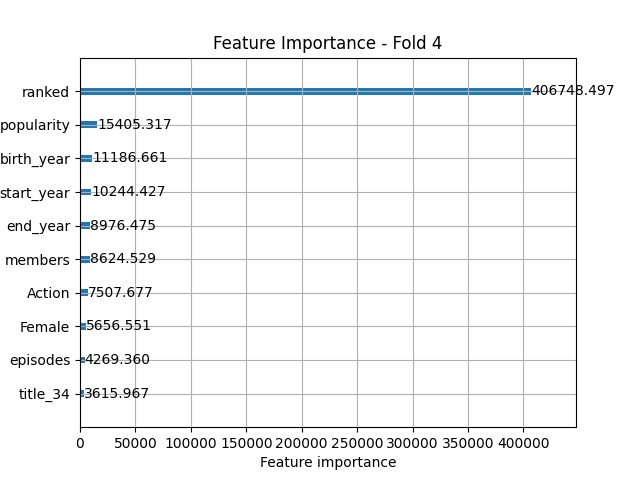 Feature Importance - Fold 4
ranked 406748.497
popularity 15405.317
birth_year 11186.661
start_year 10244.427
end_year 8976.475
members 8624.529
Action 7507.677
Female 5656.551
episodes 4269.360
title_34 3615.967
0 50000 100000 150000 200000 250000 300000 350000 400000
Feature importance